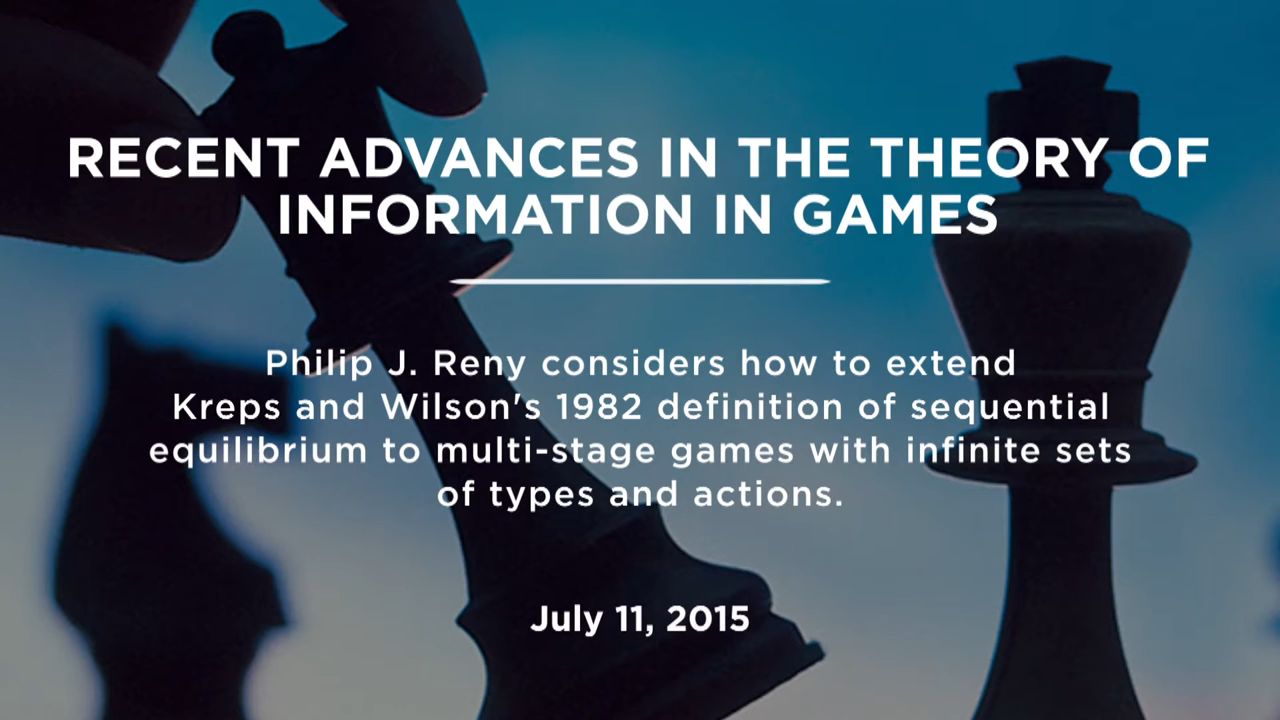 RECENT ADVANCES IN THE THEORY OF
INFORMATION IN GAMES
Philip J. Reny considers how to extend
Kreps and Wilson's 1982 definition of sequential
equilibrium to multi-stage games with infinite sets
of types and actions.
July 11, 2015